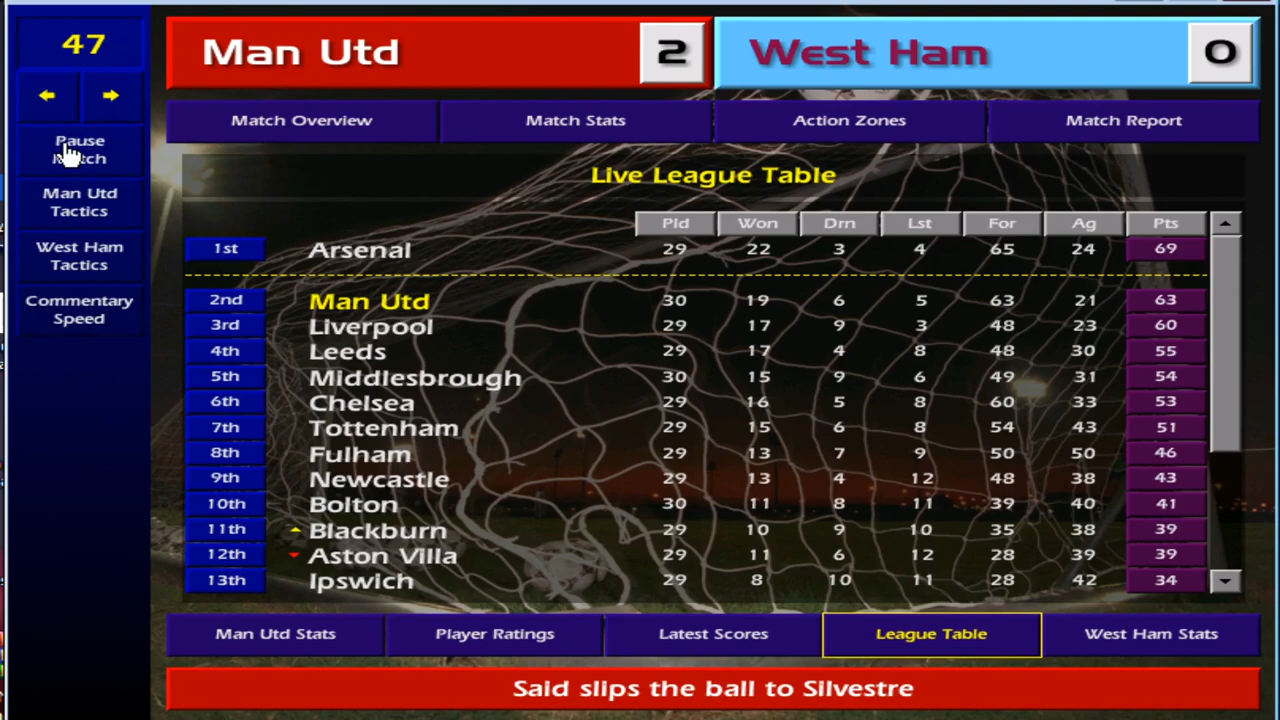 47
Man Utd 2 West Ham 0
Pause Match
Man Utd Tactics
West Ham Tactics
Commentary Speed
Match Overview Match Stats Action Zones Match Report
Live League Table
Pld Won Drn Lst For Ag Pts
1st Arsenal 29 22 3 4 65 24 69
2nd Man Utd 30 19 6 5 63 21 63
3rd Liverpool 29 17 9 3 48 23 60
4th Leeds 29 17 4 8 48 30 55
5th Middlesbrough 30 15 9 6 49 31 54
6th Chelsea 29 16 5 8 60 33 53
7th Tottenham 29 15 6 8 54 43 51
8th Fulham 29 13 7 9 50 50 46
9th Newcastle 29 13 4 12 48 38 43
10th Bolton 30 11 8 11 39 40 41
11th Blackburn 29 10 9 10 35 38 39
12th Aston Villa 29 11 6 12 28 39 39
13th Ipswich 29 8 10 11 28 42 34
Man Utd Stats Player Ratings Latest Scores League Table West Ham Stats
Said slips the ball to Silvestre